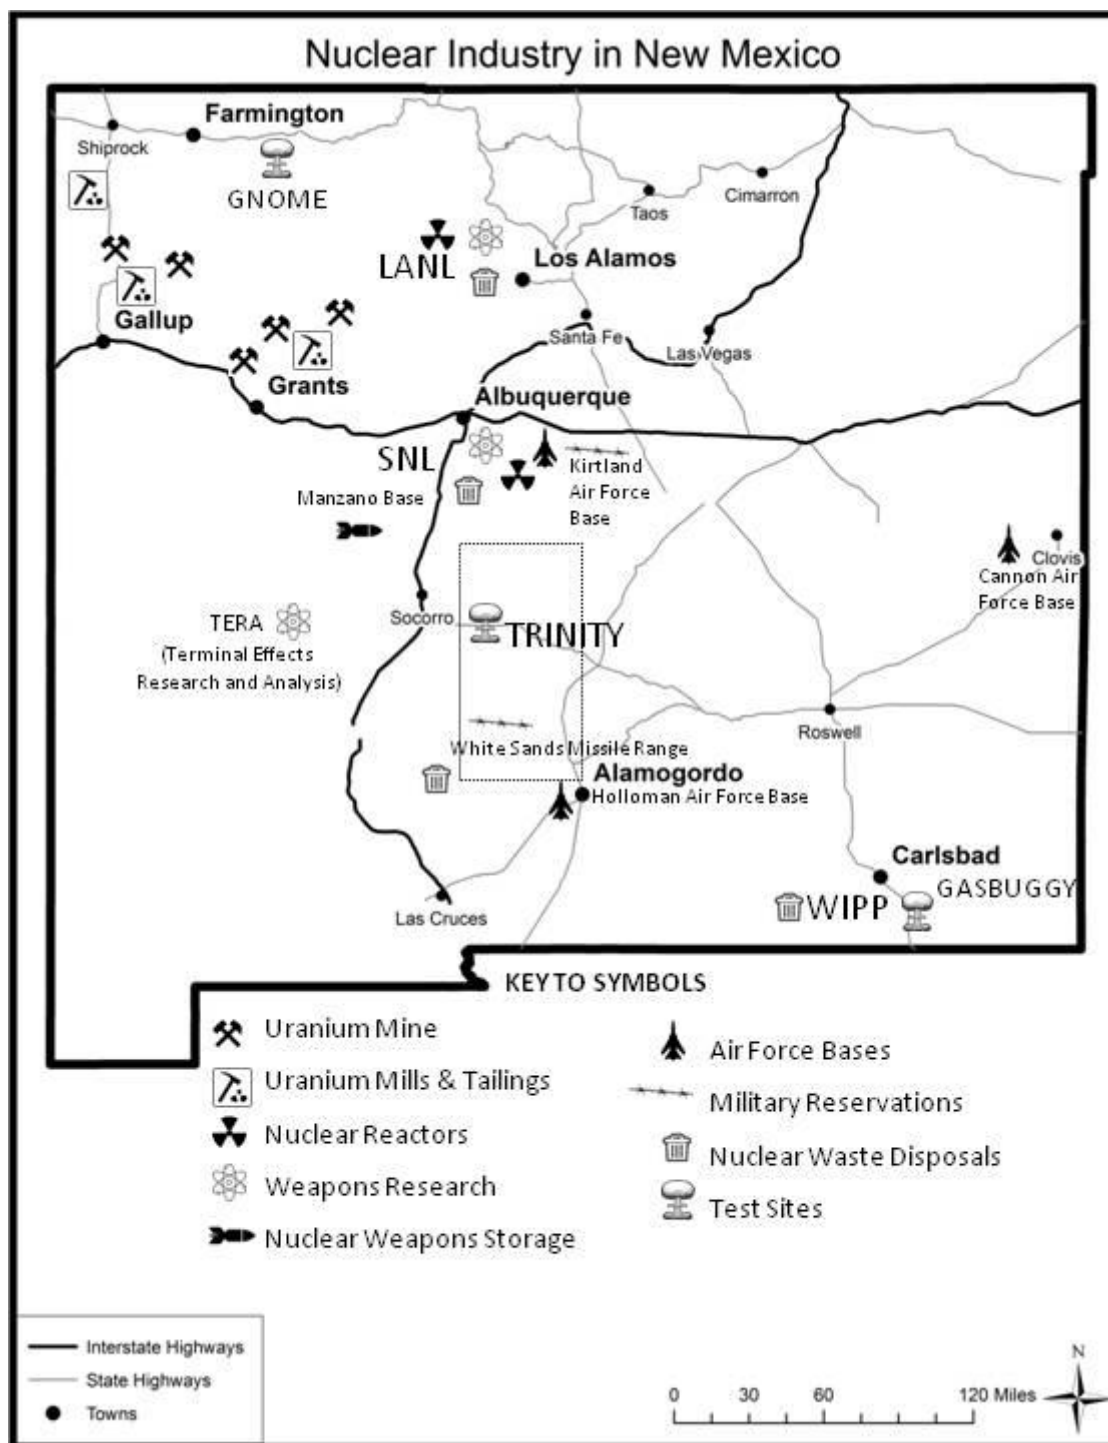 Nuclear Industry in New Mexico
Farmington
Shiprock
GNOME
Cimarron
Taos
LANL
Los Alamos
Gallup
Santa Fe
Las Vegas
Grants
Albuquerque
SNL
Kirtland
Air Force
Base
Manzano Base
Clovis
Cannon Air
Force Base
TERA
(Terminal Effects
Research and Analysis)
Socorro
TRINITY
Roswell
White Sands Missile Range
Alamogordo
Holloman Air Force Base
Carlsbad
GASBUGGY
WIPP
Las Cruces
KEY TO SYMBOLS
Uranium Mine
Uranium Mills & Tailings
Nuclear Reactors
Weapons Research
Nuclear Weapons Storage
Air Force Bases
Military Reservations
Nuclear Waste Disposals
Test Sites
Interstate Highways
State Highways
Towns
N
0 30 60 120 Miles